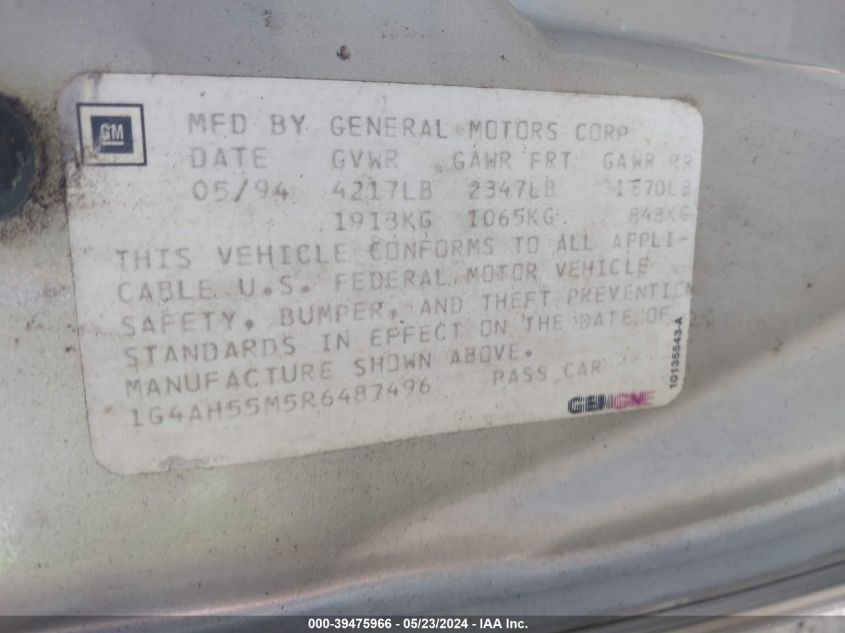 GM
MFD BY GENERAL MOTORS CORP
DATE GVWR GAWR FRT GAWR RR
05/94 4217LB 2347LB 1870LB
1913KG 1065KG 848KG
THIS VEHICLE CONFORMS TO ALL APPLI-
CABLE U.S. FEDERAL MOTOR VEHICLE
SAFETY, BUMPER, AND THEFT PREVENTION
STANDARDS IN EFFECT ON THE DATE OF
MANUFACTURE SHOWN ABOVE.
1G4AH55M5R6487496 PASS CAR
10135543-A
000-39475966 - 05/23/2024 - IAA Inc.